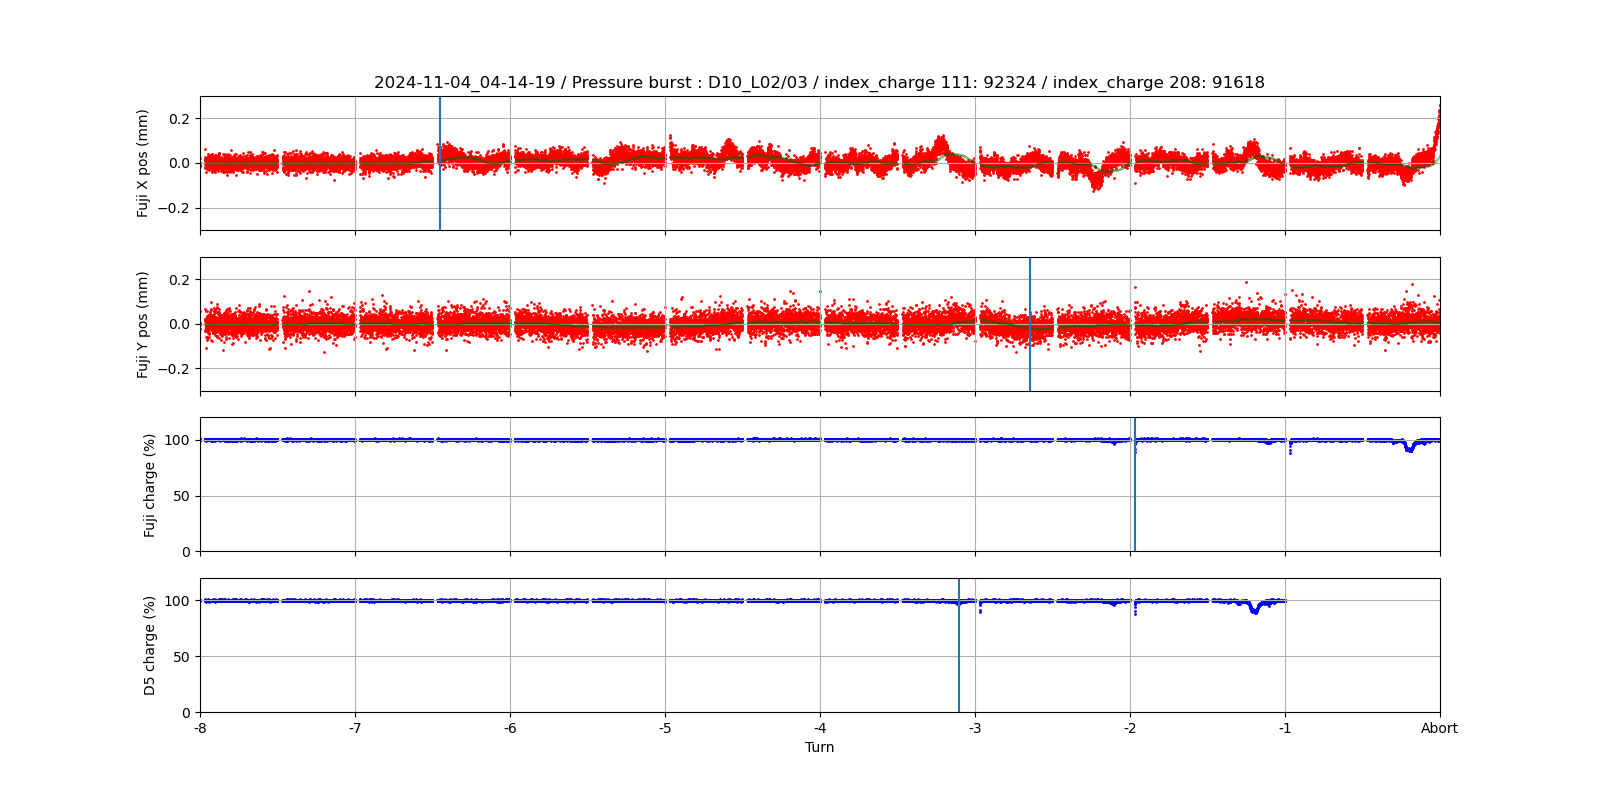 2024-11-04_04-14-19 / Pressure burst : D10_L02/03 / index_charge 111: 92324 / index_charge 208: 91618
Fuji X pos (mm)
0.2
0.0
−0.2
Fuji Y pos (mm)
0.2
0.0
−0.2
Fuji charge (%)
100
50
0
D5 charge (%)
100
50
0
-8 -7 -6 -5 -4 -3 -2 -1 Abort
Turn